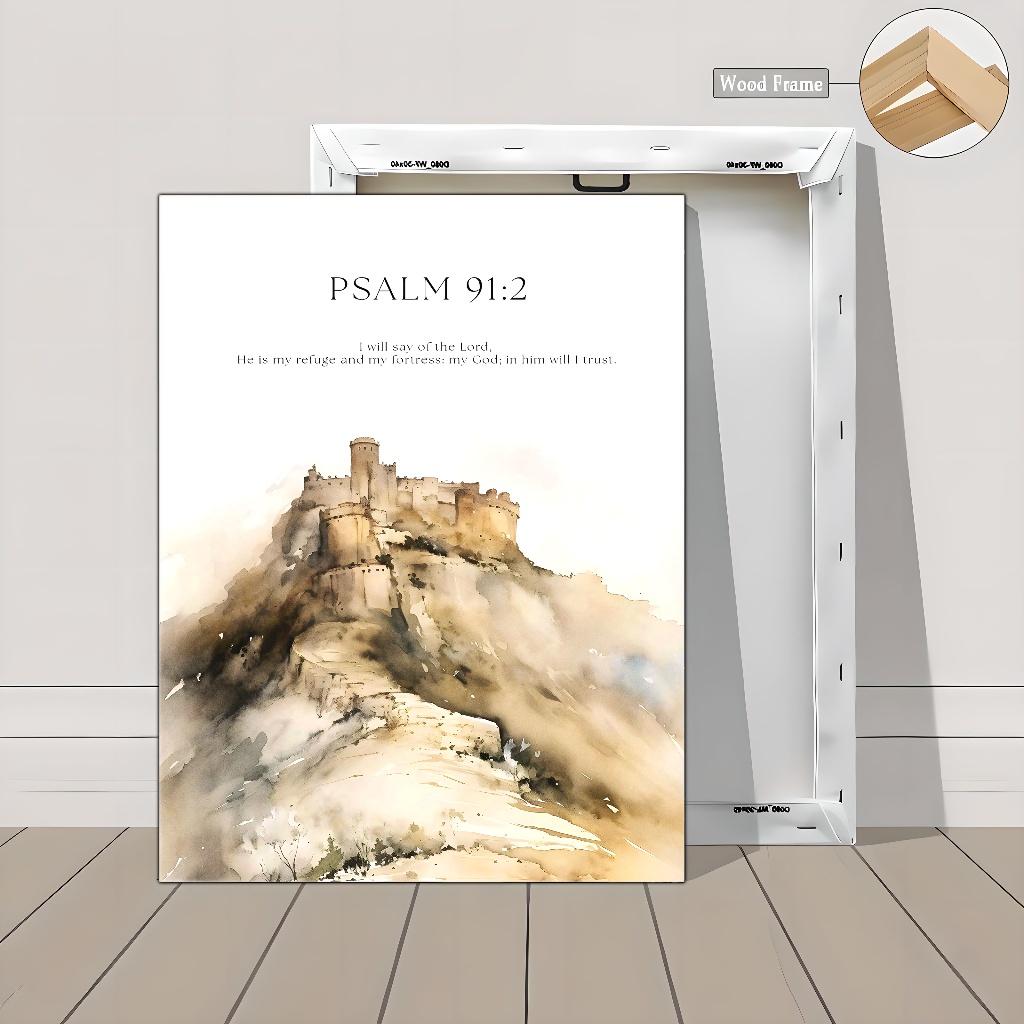 Wood Frame
PSALM 91:2
I will say of the Lord,
He is my refuge and my fortress: my God; in him will I trust.